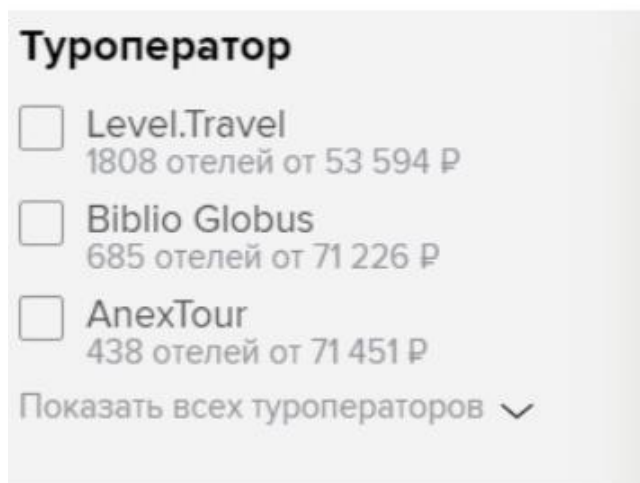 Туроператор
Level.Travel
1808 отелей от 53 594 ₽
Biblio Globus
685 отелей от 71 226 ₽
AnexTour
438 отелей от 71 451 ₽
Показать всех туроператоров